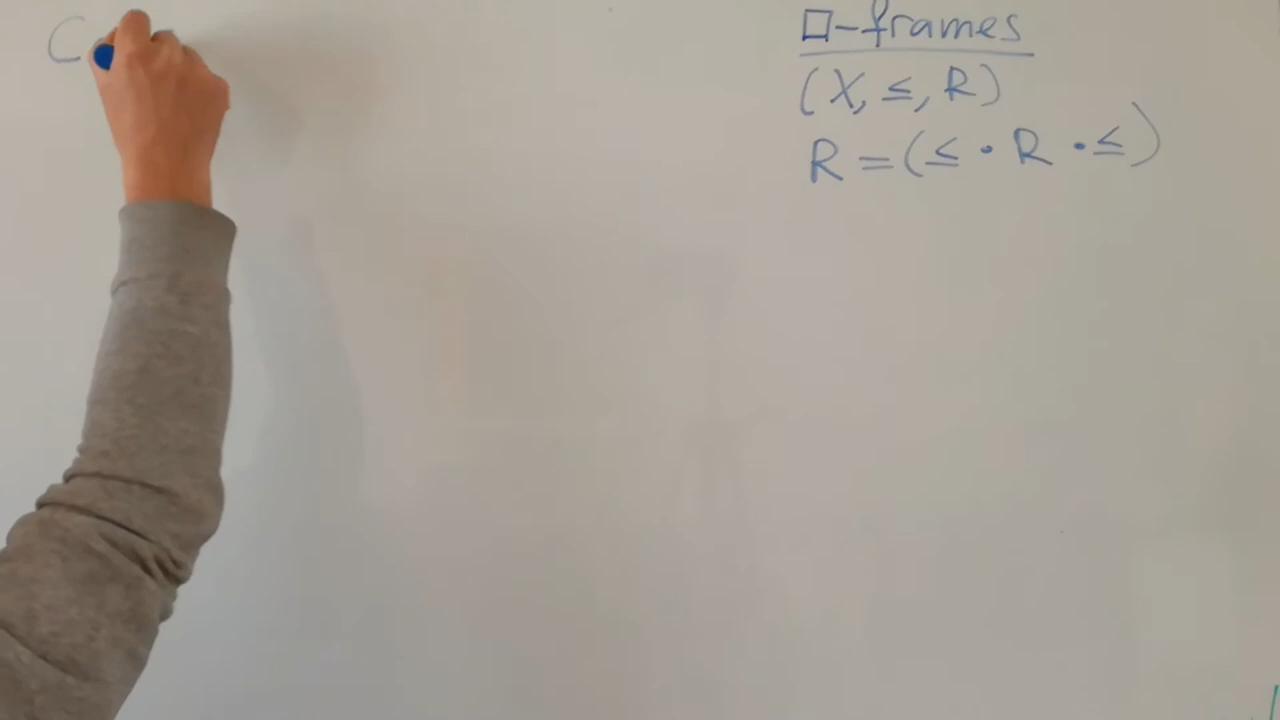 C
□-frames
(X, ≤, R)
R = (≤ • R • ≤)